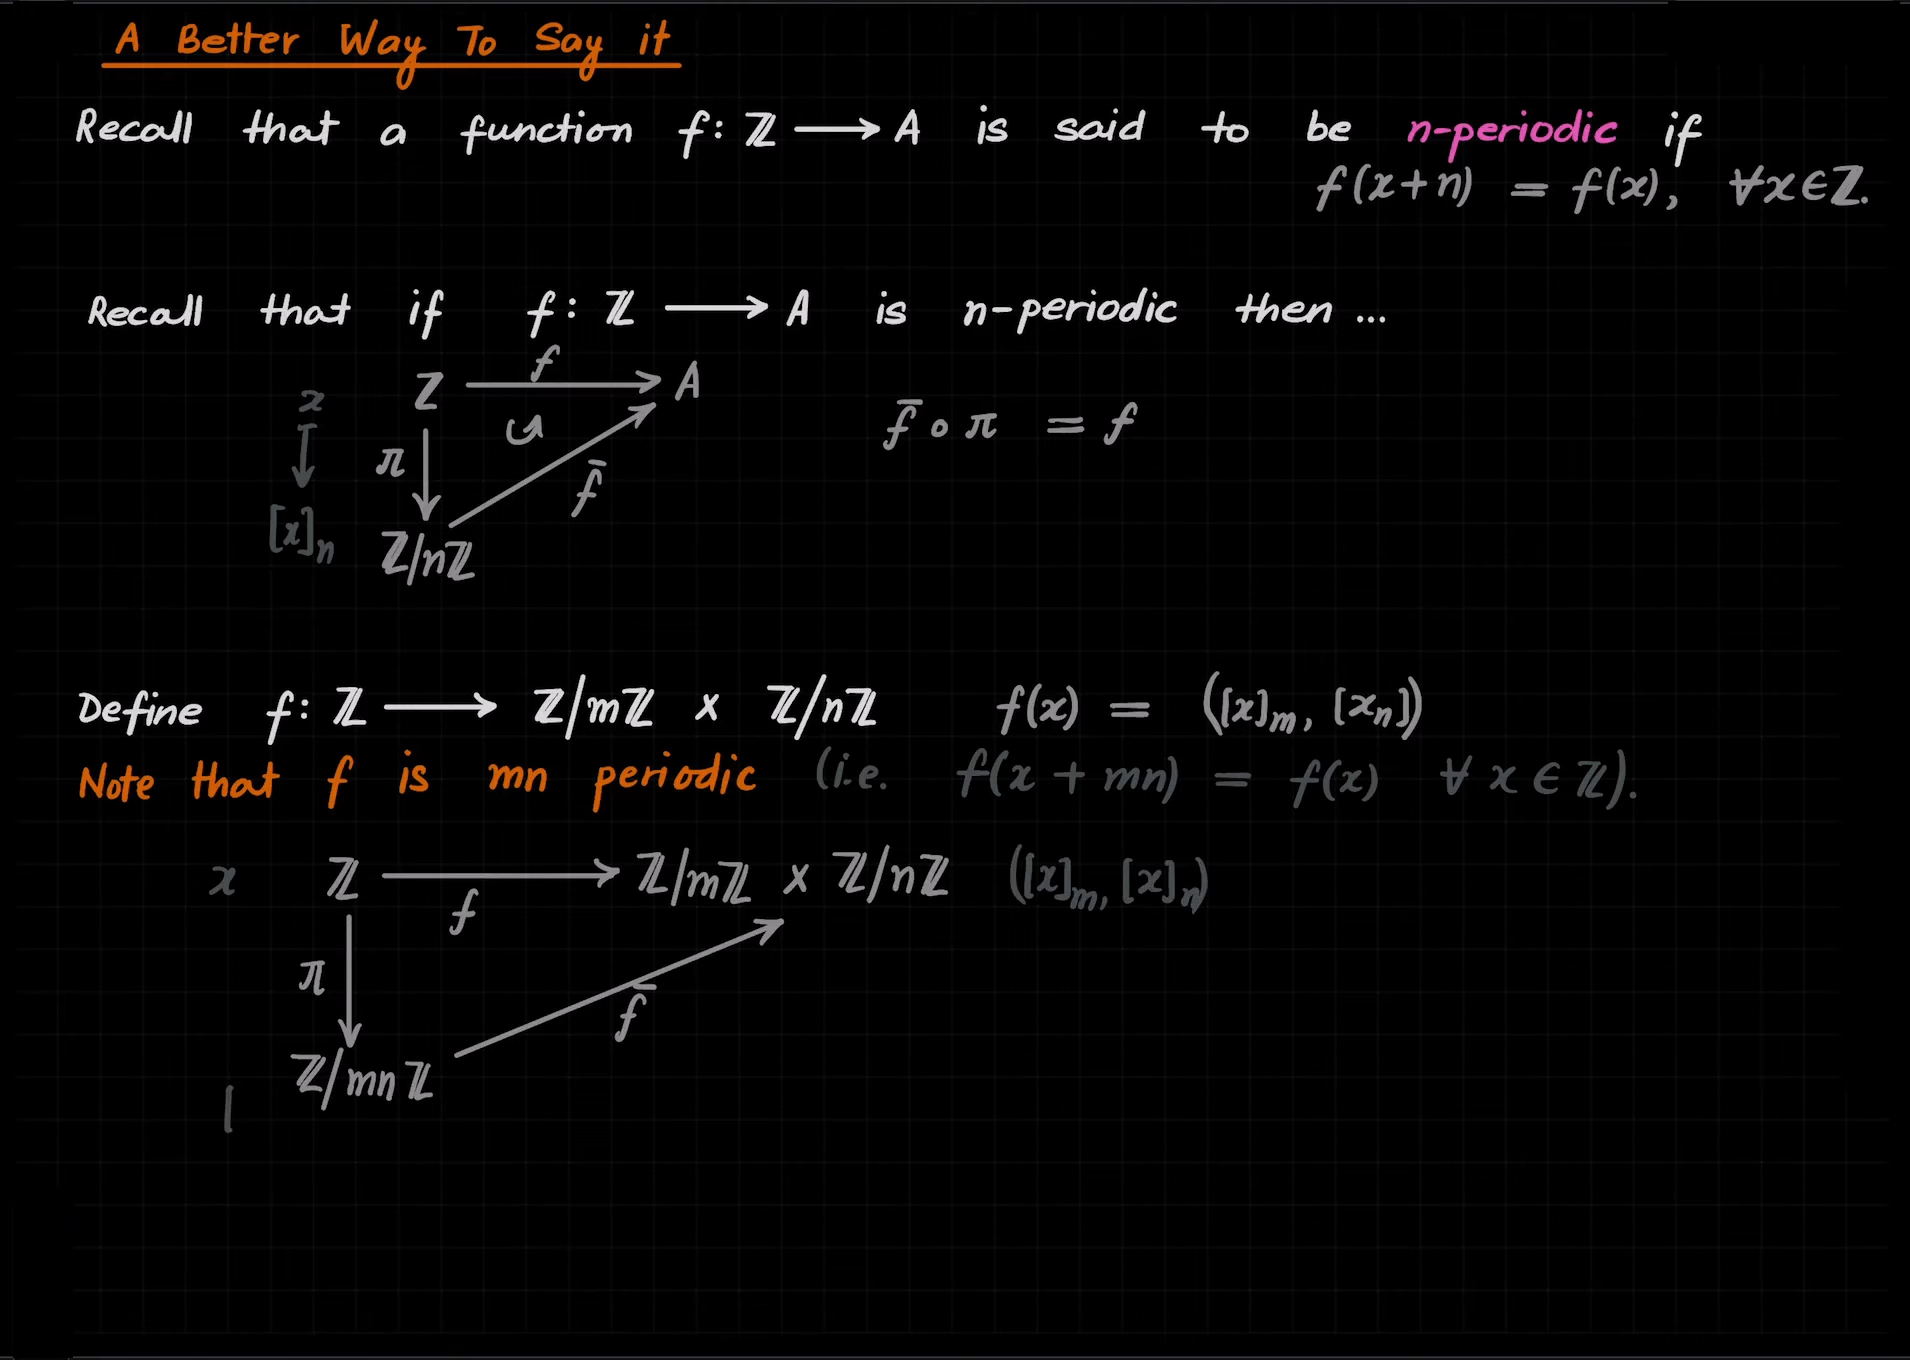 A Better Way To Say it
Recall that a function f: ℤ ⟶ A is said to be n-periodic if
f(x+n) = f(x), ∀x∈ℤ.
Recall that if f: ℤ ⟶ A is n-periodic then ...
f
x ℤ A
↺ f̄∘π = f
π
f̄
[x]ₙ ℤ/nℤ
Define f: ℤ ⟶ ℤ/mℤ × ℤ/nℤ f(x) = ([x]ₘ, [xₙ])
Note that f is mn periodic (i.e. f(x + mn) = f(x) ∀ x ∈ ℤ).
x ℤ ⟶ ℤ/mℤ × ℤ/nℤ ([x]ₘ, [x]ₙ)
f
π
f̄
ℤ/mnℤ
[